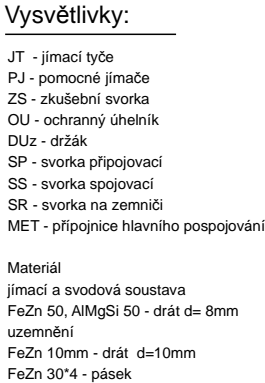 Vysvětlivky:
JT - jímací tyče
PJ - pomocné jímače
ZS - zkušební svorka
OU - ochranný úhelník
DUz - držák
SP - svorka připojovací
SS - svorka spojovací
SR - svorka na zemniči
MET - přípojnice hlavního pospojování
Materiál
jímací a svodová soustava
FeZn 50, AlMgSi 50 - drát d= 8mm
uzemnění
FeZn 10mm - drát d=10mm
FeZn 30*4 - pásek